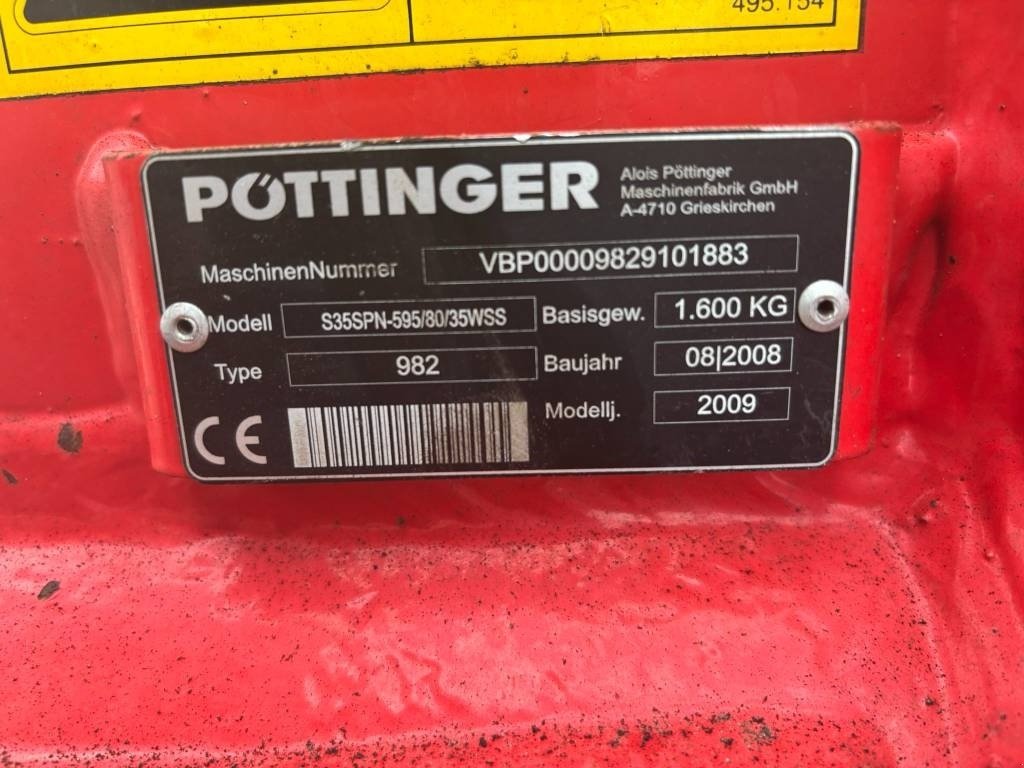 495.154
PÖTTINGER
Alois Pöttinger
Maschinenfabrik GmbH
A-4710 Grieskirchen
MaschinenNummer VBP00009829101883
Modell S35SPN-595/80/35WSS Basisgew. 1.600 KG
Type 982 Baujahr 08|2008
Modellj. 2009
CE